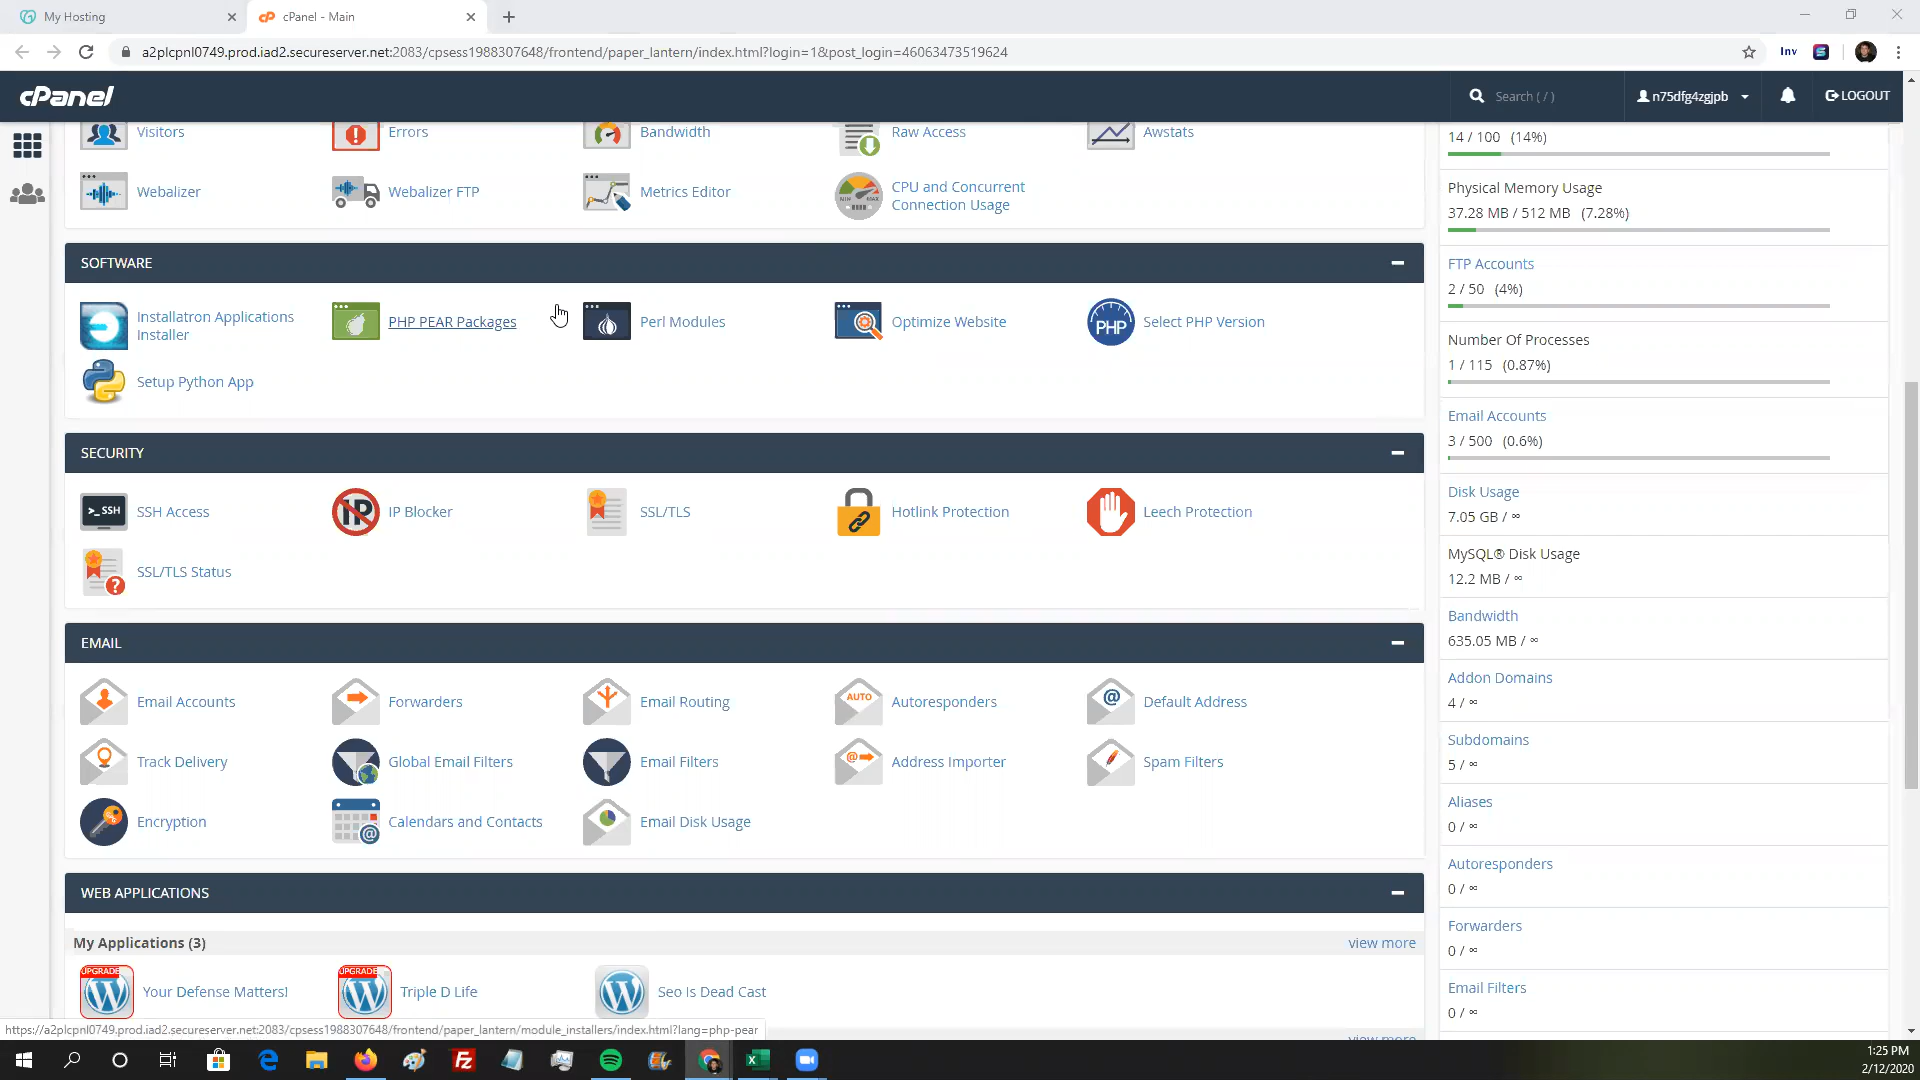 My Hosting
cPanel - Main
a2plcpnl0749.prod.iad2.secureserver.net:2083/cpsess1988307648/frontend/paper_lantern/index.html?login=1&post_login=46063473519624
Inv
cPanel
Search ( / )
n75dfg4zgjpb
LOGOUT
Visitors
Errors
Bandwidth
Raw Access
Awstats
Webalizer
Webalizer FTP
Metrics Editor
CPU and Concurrent
Connection Usage
SOFTWARE
Installatron Applications
Installer
PHP PEAR Packages
Perl Modules
Optimize Website
PHP
Select PHP Version
Setup Python App
SECURITY
>_SSH
SSH Access
IP
IP Blocker
SSL/TLS
Hotlink Protection
Leech Protection
SSL/TLS Status
EMAIL
Email Accounts
Forwarders
Email Routing
AUTO
Autoresponders
Default Address
Track Delivery
Global Email Filters
Email Filters
Address Importer
Spam Filters
Encryption
Calendars and Contacts
Email Disk Usage
WEB APPLICATIONS
My Applications (3)
view more
UPGRADE
Your Defense Matters!
UPGRADE
Triple D Life
Seo Is Dead Cast
view more
14 / 100 (14%)
Physical Memory Usage
37.28 MB / 512 MB (7.28%)
FTP Accounts
2 / 50 (4%)
Number Of Processes
1 / 115 (0.87%)
Email Accounts
3 / 500 (0.6%)
Disk Usage
7.05 GB / ∞
MySQL® Disk Usage
12.2 MB / ∞
Bandwidth
635.05 MB / ∞
Addon Domains
4 / ∞
Subdomains
5 / ∞
Aliases
0 / ∞
Autoresponders
0 / ∞
Forwarders
0 / ∞
Email Filters
0 / ∞
https://a2plcpnl0749.prod.iad2.secureserver.net:2083/cpsess1988307648/frontend/paper_lantern/module_installers/index.html?lang=php-pear
1:25 PM
2/12/2020